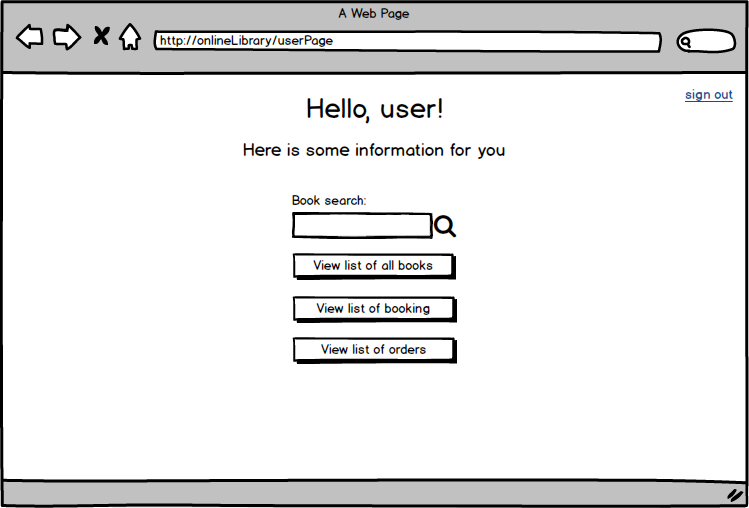 A Web Page
http://onlineLibrary/userPage
sign out
Hello, user!
Here is some information for you
Book search:
View list of all books
View list of booking
View list of orders